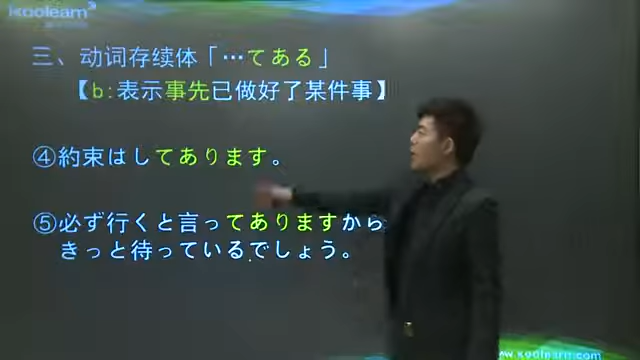 Koolearn
三、动词存续体「…てある」
【b:表示事先已做好了某件事】
④約束はしてあります。
⑤必ず行くと言ってありますから
きっと待っているでしょう。
www.koolearn.com